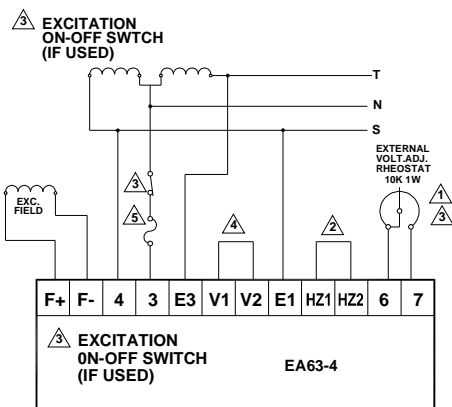 3 EXCITATION
ON-OFF SWTCH
(IF USED)
T
N
S
EXTERNAL
VOLT.ADJ.
RHEOSTAT
10K 1W
1
3
3
5
4
2
EXC.
FIELD
F+ F- 4 3 E3 V1 V2 E1 HZ1 HZ2 6 7
3 EXCITATION
0N-OFF SWITCH
(IF USED)
EA63-4